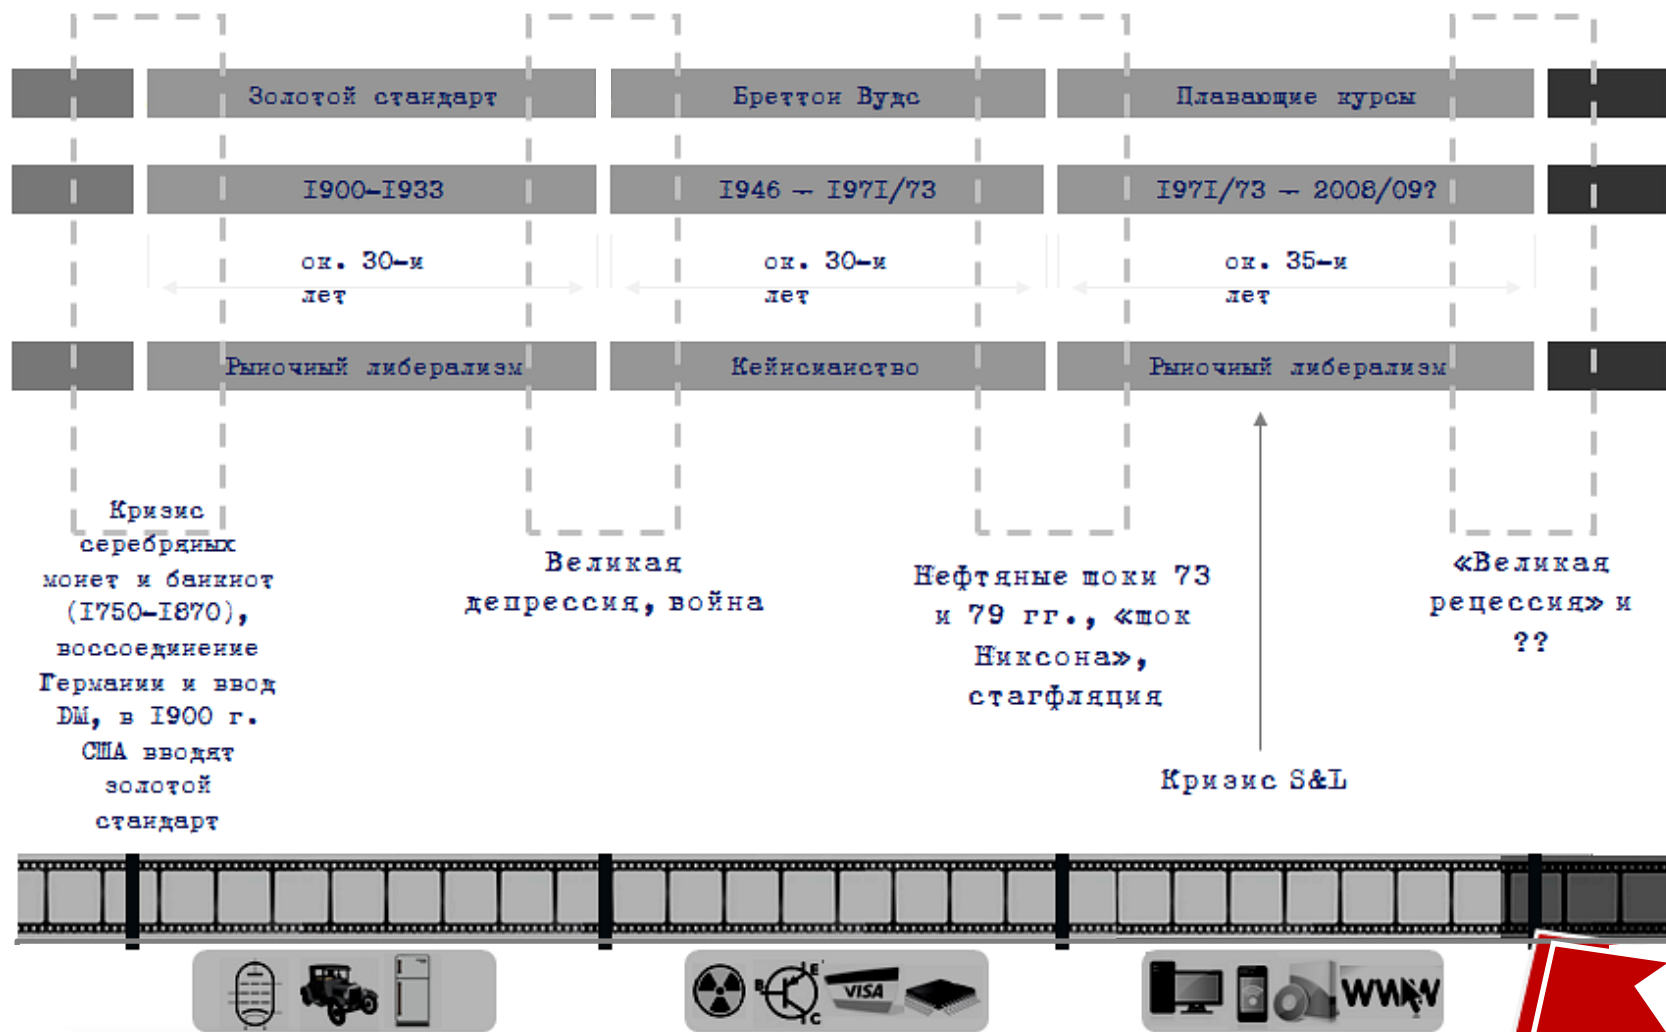 Золотой стандарт
Бреттон Вудс
Плавающие курсы
1900-1933
1946 – 1971/73
1971/73 – 2008/09?
ок. 30-и
лет
ок. 30-и
лет
ок. 35-и
лет
Рыночный либерализм
Кейнсианство
Рыночный либерализм
Кризис
серебряных
монет и банкнот
(1750-1870),
воссоединение
Германии и ввод
DM, в 1900 г.
США вводят
золотой
стандарт
Великая
депрессия, война
Нефтяные шоки 73
и 79 гг., «шок
Никсона»,
стагфляция
«Великая
рецессия» и
??
Кризис S&L
B
E
C
VISA
WWW